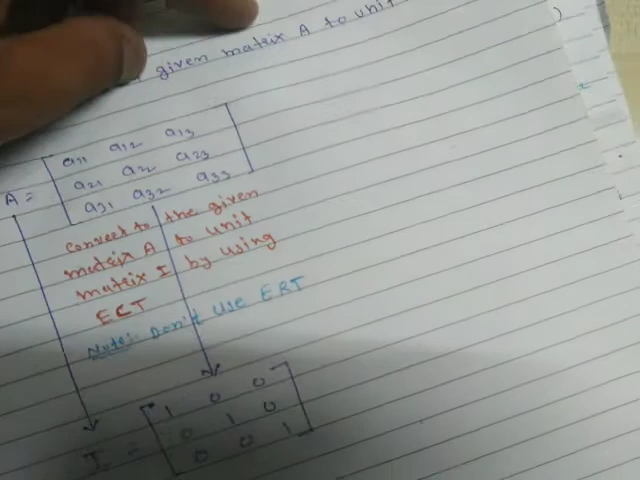 given matrix A to unit
a11 a12 a13
a21 a22 a23
A =
a31 a32 a33
Convert to the given
matrix A to unit
matrix I by using
ECT
Note:- Don't Use ERT
1 0 0
I = 0 1 0
0 0 1